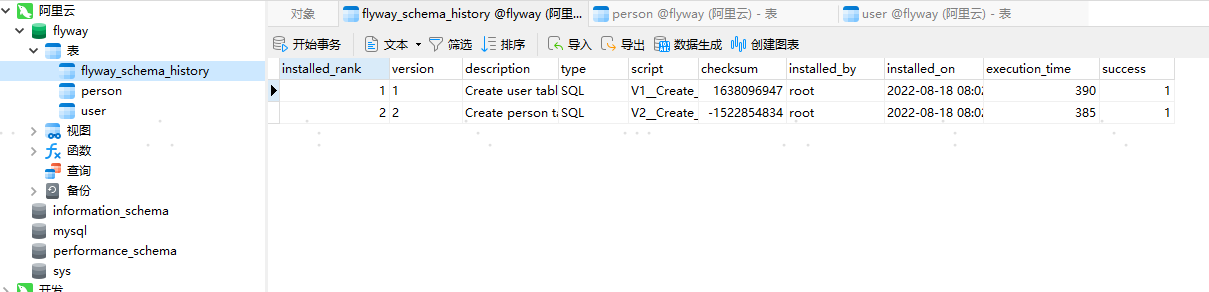 阿里云
flyway
表
flyway_schema_history
person
user
视图
函数
查询
备份
information_schema
mysql
performance_schema
sys
开发
对象 flyway_schema_history @flyway (阿里... person @flyway (阿里云) - 表 user @flyway (阿里云) - 表
开始事务 文本 筛选 排序 导入 导出 数据生成 创建图表
installed_rank version description type script checksum installed_by installed_on execution_time success
1 1 Create user tabl SQL V1__Create_ 1638096947 root 2022-08-18 08:02 390 1
2 2 Create person ta SQL V2__Create_ -1522854834 root 2022-08-18 08:02 385 1